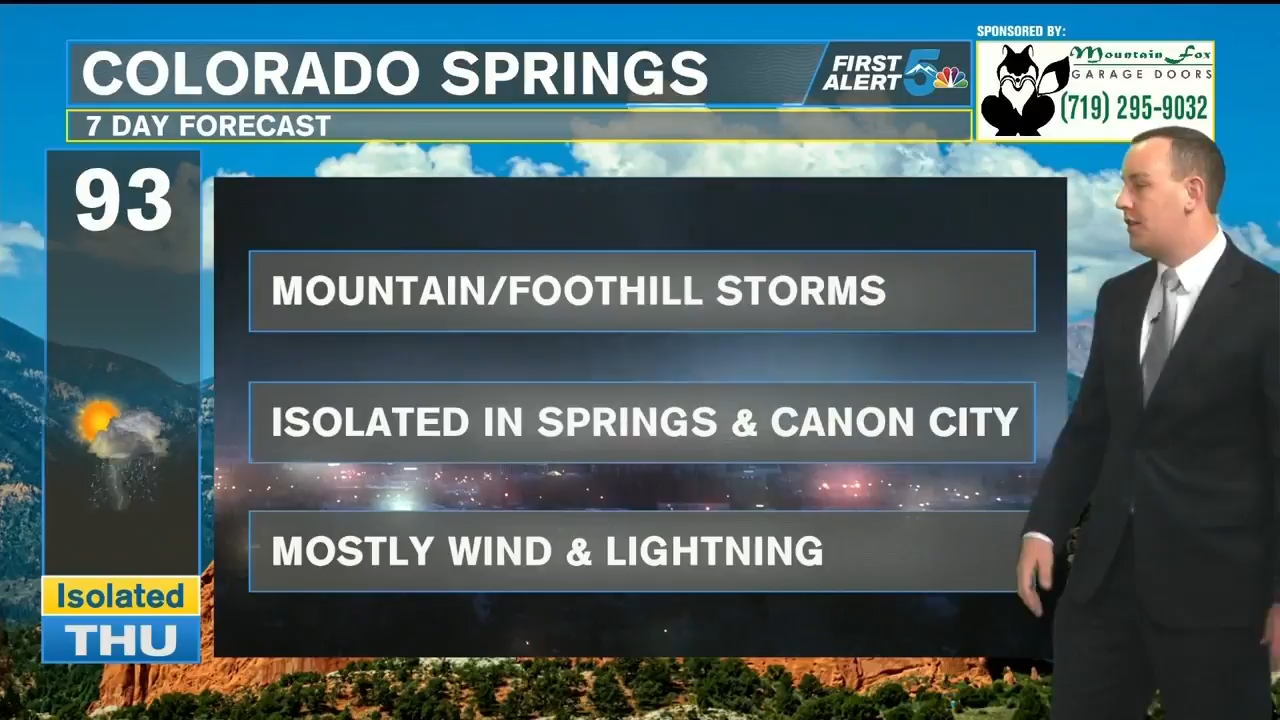 SPONSORED BY:
COLORADO SPRINGS
FIRST
ALERT 5
Mountain Fox
GARAGE DOORS
(719) 295-9032
7 DAY FORECAST
93
MOUNTAIN/FOOTHILL STORMS
ISOLATED IN SPRINGS & CANON CITY
MOSTLY WIND & LIGHTNING
Isolated
THU